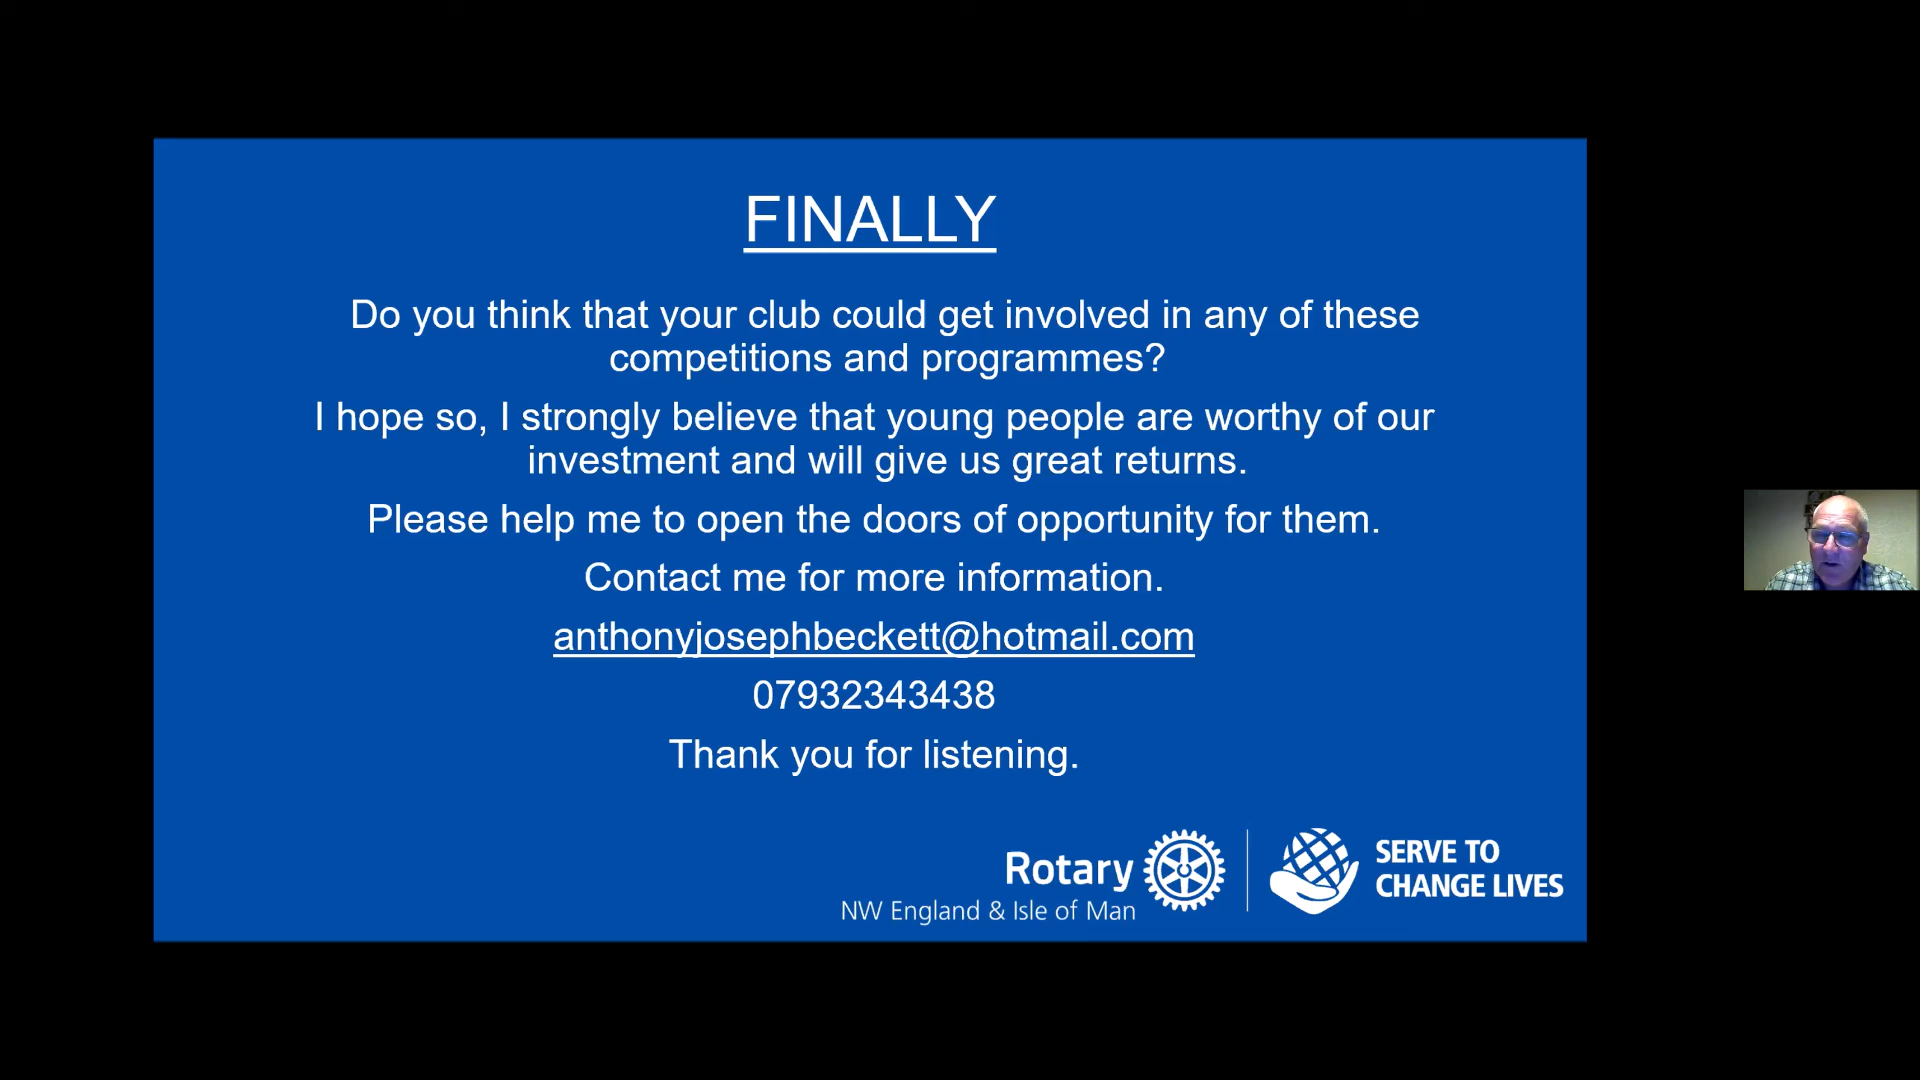 FINALLY
Do you think that your club could get involved in any of these
competitions and programmes?
I hope so, I strongly believe that young people are worthy of our
investment and will give us great returns.
Please help me to open the doors of opportunity for them.
Contact me for more information.
anthonyjosephbeckett@hotmail.com
07932343438
Thank you for listening.
Rotary
NW England & Isle of Man
SERVE TO
CHANGE LIVES